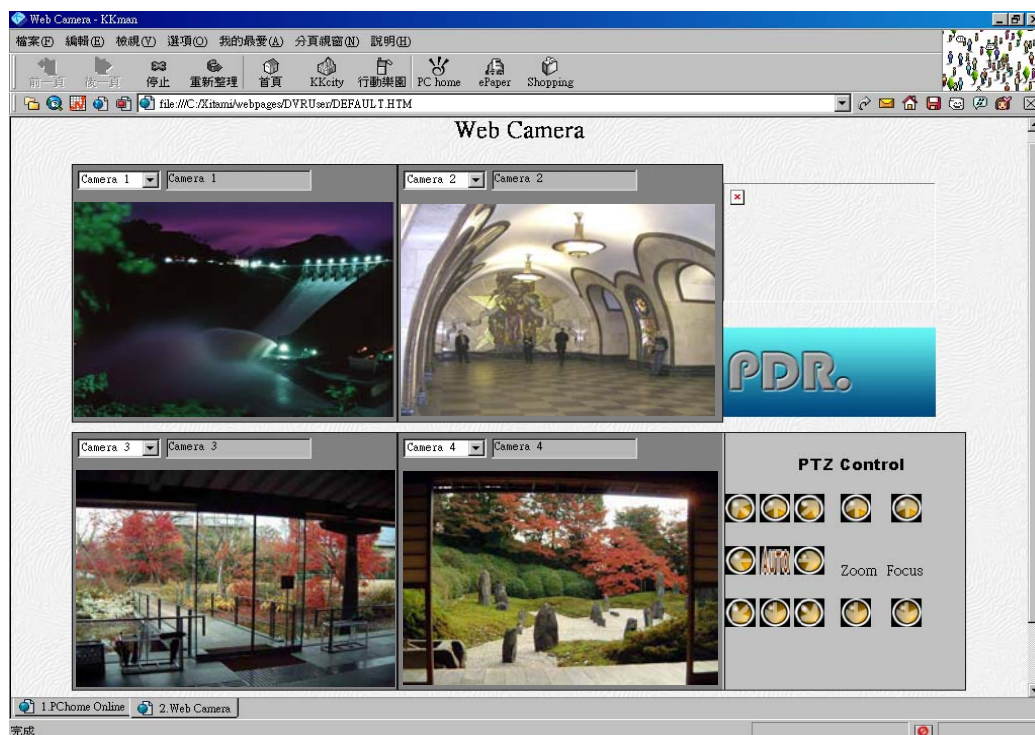 Web Camera - KKman
檔案(F) 編輯(E) 檢視(V) 選項(O) 我的最愛(A) 分頁視窗(N) 說明(H)
前一頁 後一頁 停止 重新整理 首頁 KKcity 行動樂園 PC home ePaper Shopping
file:///C:/Xitami/webpages/DVRUser/DEFAULT.HTM
Web Camera
Camera 1 Camera 1
Camera 2 Camera 2
PDR.
Camera 3 Camera 3
Camera 4 Camera 4
PTZ Control
AUTO
Zoom Focus
1.PChome Online 2.Web Camera
完成